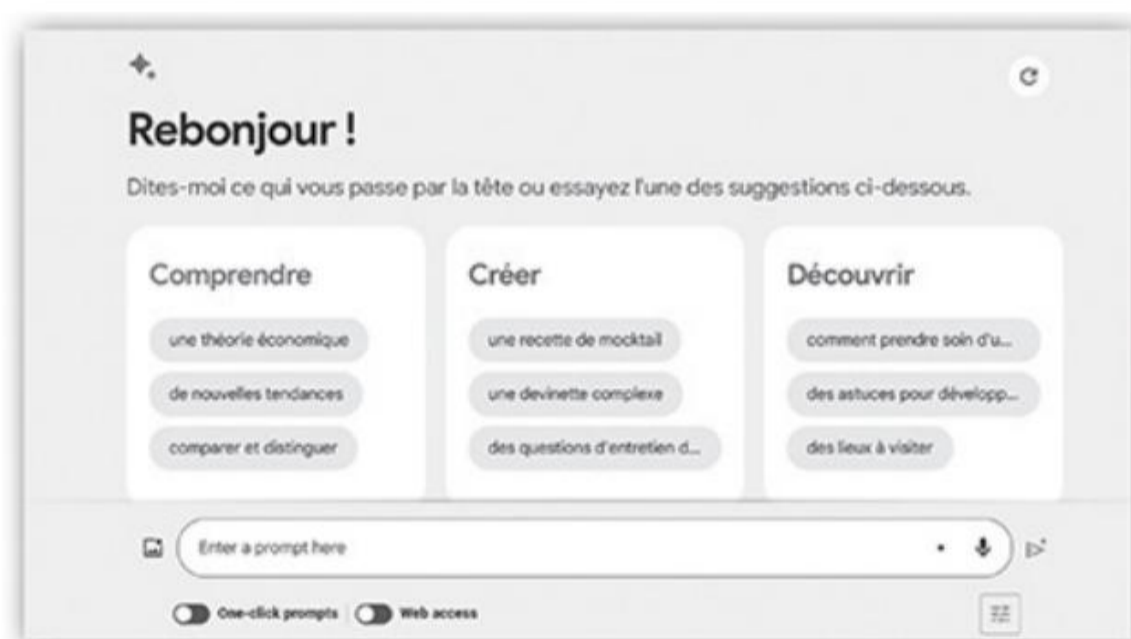 Rebonjour !
Dites-moi ce qui vous passe par la tête ou essayez l'une des suggestions ci-dessous.
Comprendre
une théorie économique
de nouvelles tendances
comparer et distinguer
Créer
une recette de mocktail
une devinette complexe
des questions d'entretien d...
Découvrir
comment prendre soin d'u...
des astuces pour développ...
des lieux à visiter
Enter a prompt here
One-click prompts Web access